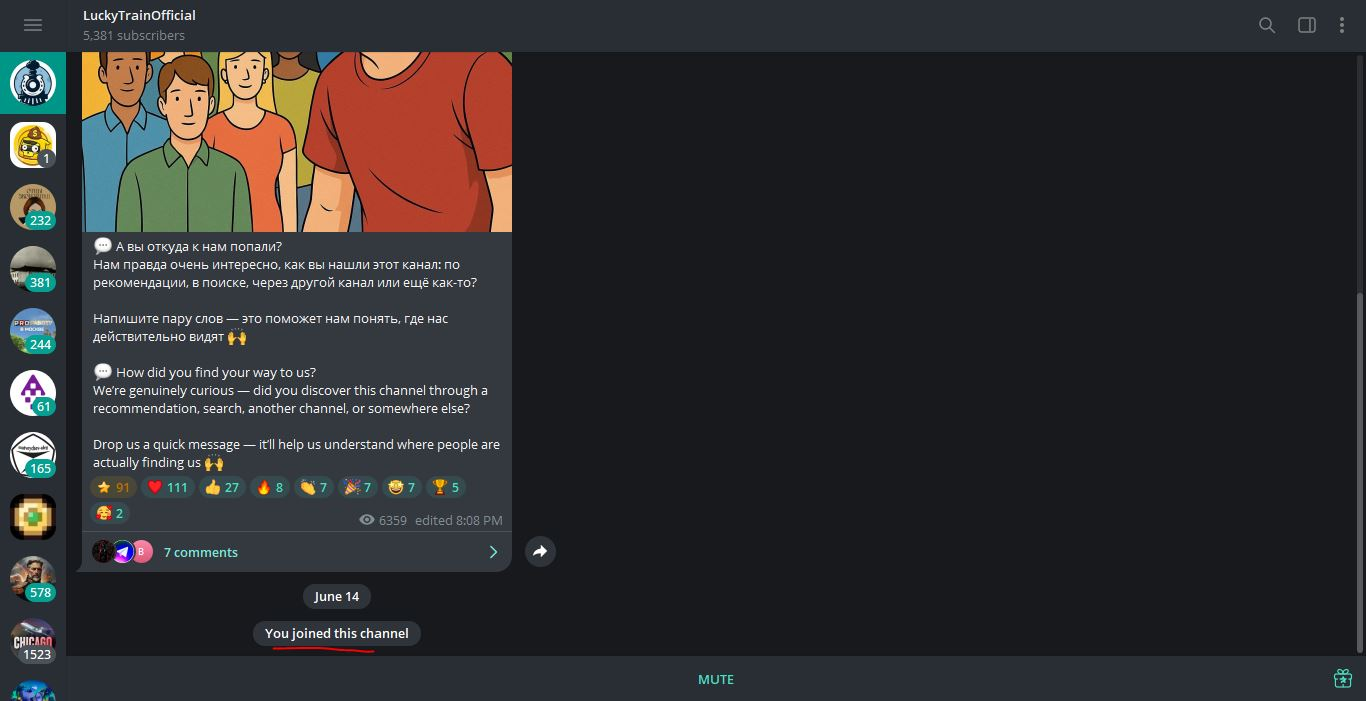 LuckyTrainOfficial
5,381 subscribers
1
232
381
244
61
165
578
CHICAGO
1523
💬 А вы откуда к нам попали?
Нам правда очень интересно, как вы нашли этот канал: по
рекомендации, в поиске, через другой канал или ещё как-то?
Напишите пару слов — это поможет нам понять, где нас
действительно видят 🙌
💬 How did you find your way to us?
We’re genuinely curious — did you discover this channel through a
recommendation, search, another channel, or somewhere else?
Drop us a quick message — it’ll help us understand where people are
actually finding us 🙌
⭐ 91 ❤️ 111 👍 27 🔥 8 👏 7 🎉 7 🤩 7 🏆 5
🥰 2 6359 edited 8:08 PM
B 7 comments
June 14
You joined this channel
MUTE